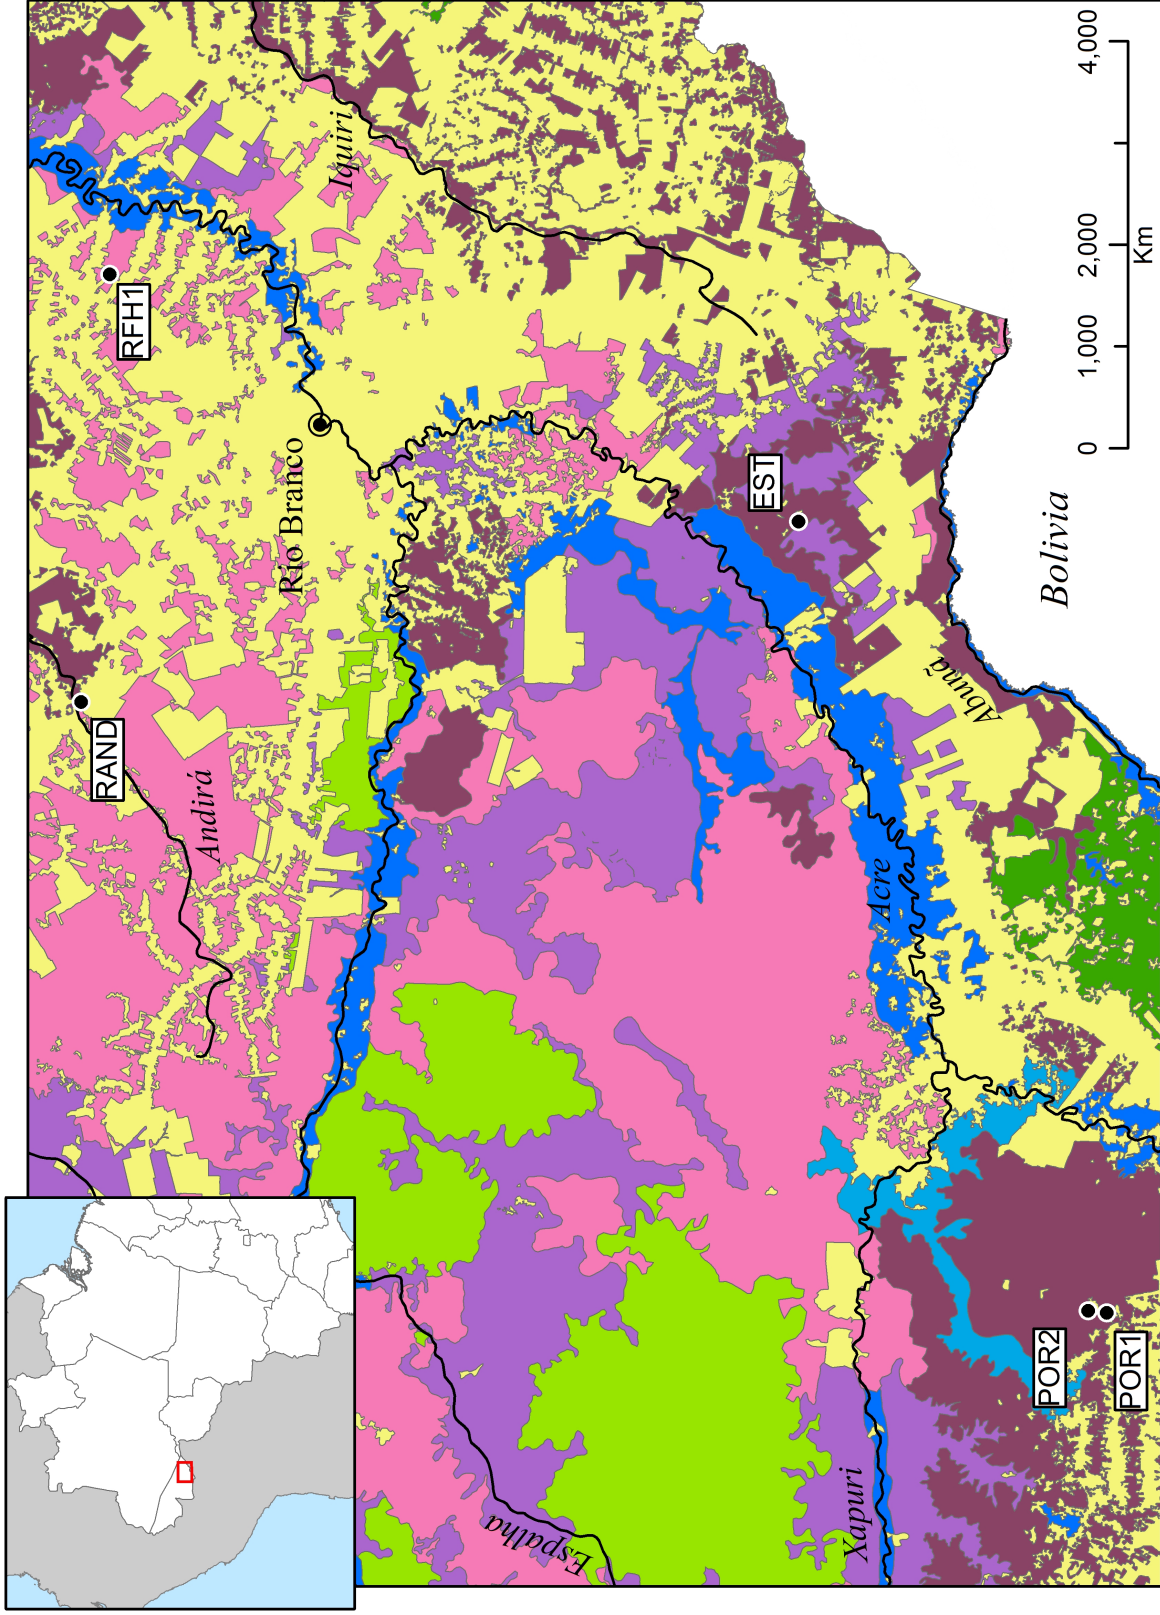 RAND
RFH1
Andirá
Rio Branco
Iquiri
Espalha
EST
Xapuri
Acre
Abunã
POR2
Bolivia
0 1,000 2,000 4,000
Km
POR1